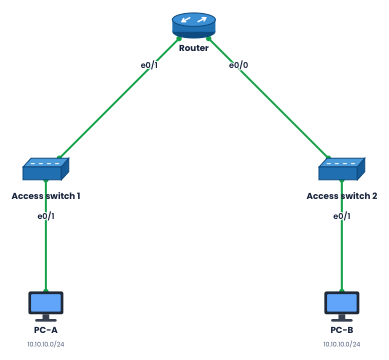 Router
e0/1
e0/0
Access switch 1
Access switch 2
e0/1
e0/1
PC-A
PC-B
10.10.10.0/24
10.10.10.0/24